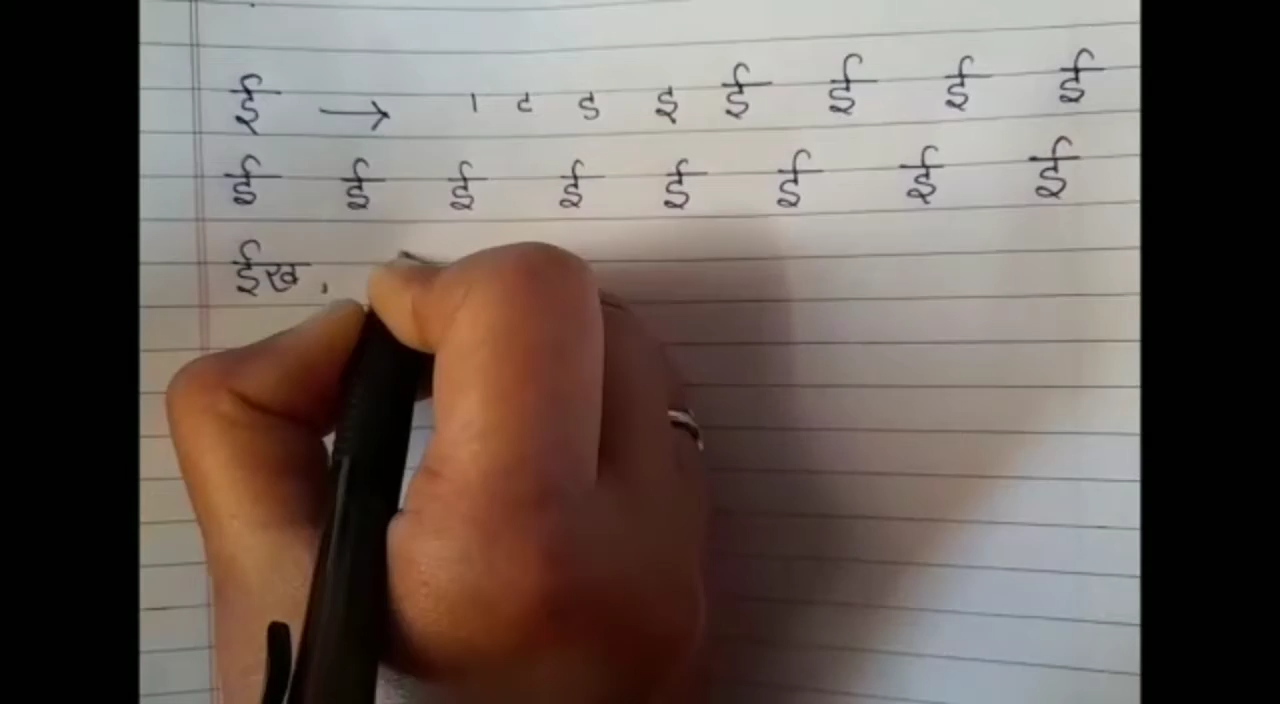 ई → ा ट ड इ ई ई ई ई
ई ई ई ई ई ई ई ई
ईख,